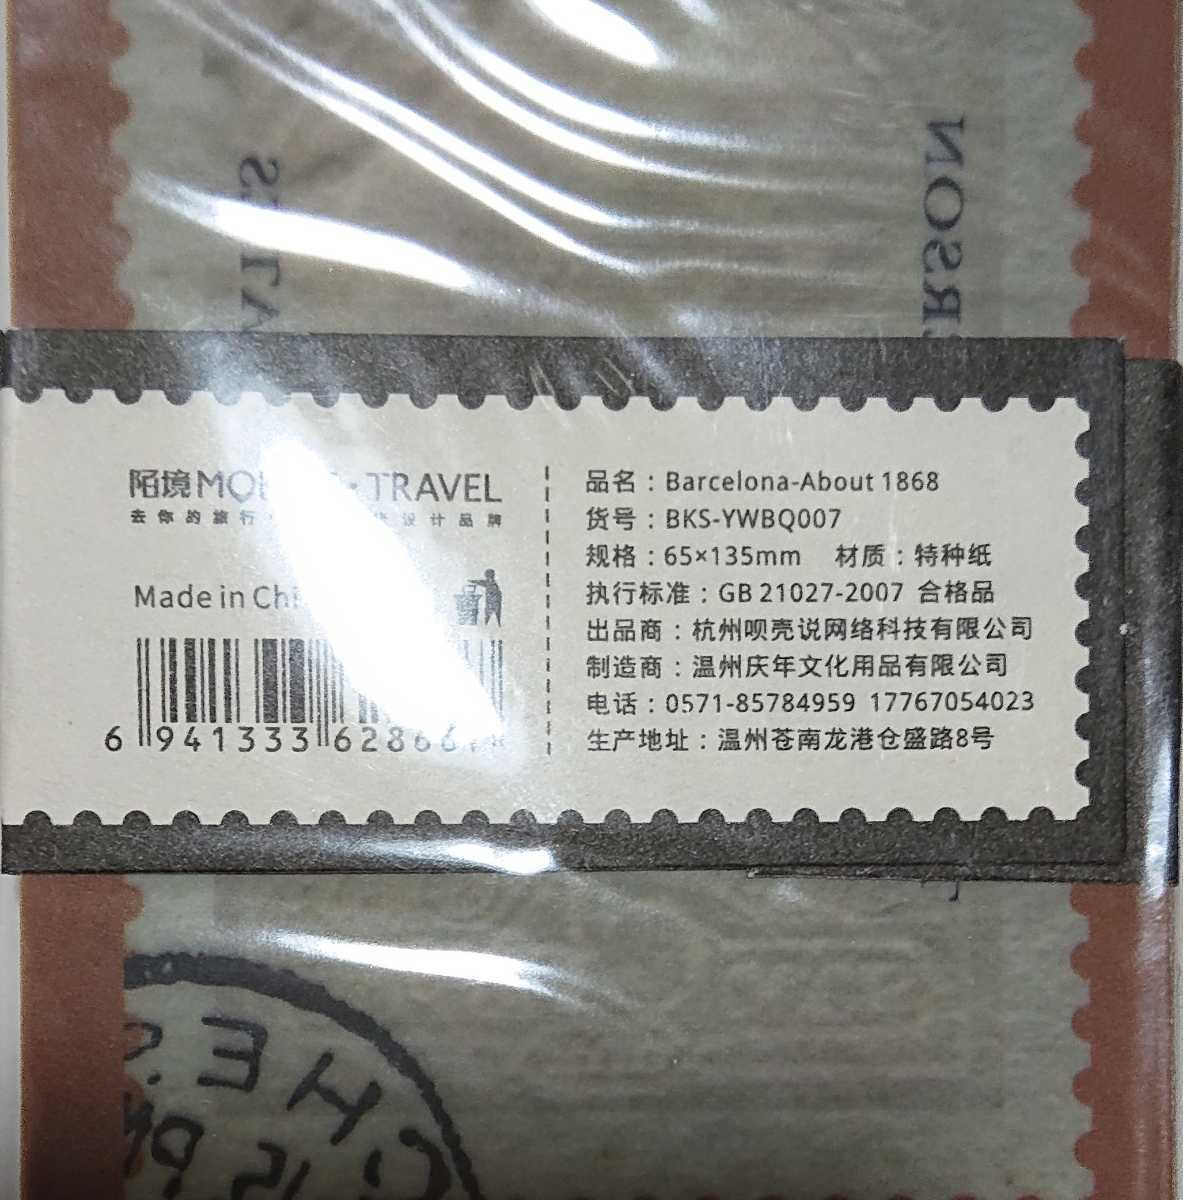 陌境MO · TRAVEL
去你的旅行 设计品牌
Made in Chi
6 941333 62866
品名：Barcelona-About 1868
货号：BKS-YWBQ007
规格：65×135mm 材质：特种纸
执行标准：GB 21027-2007 合格品
出品商：杭州呗壳说网络科技有限公司
制造商：温州庆年文化用品有限公司
电话：0571-85784959 17767054023
生产地址：温州苍南龙港仓盛路8号